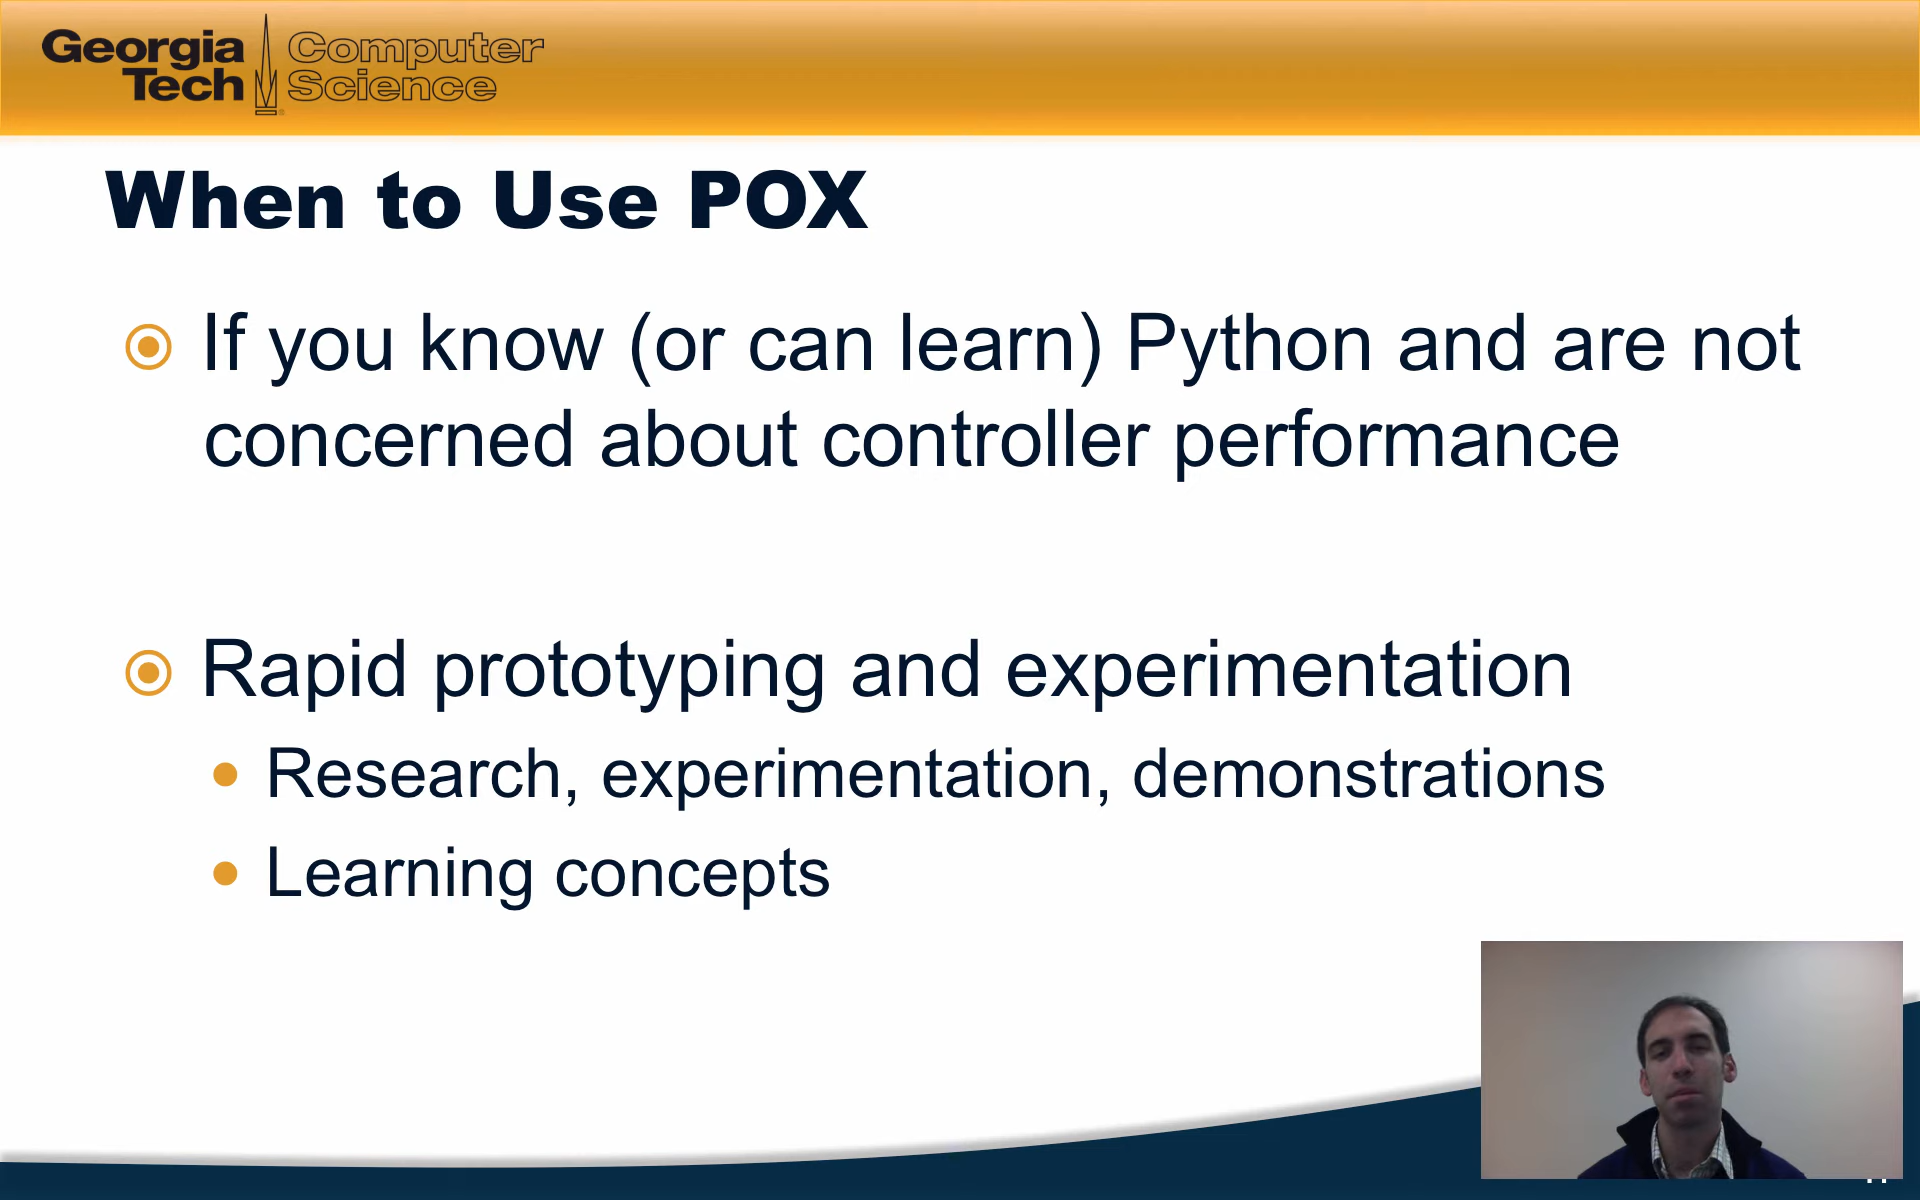 Georgia Tech Computer Science
When to Use POX
If you know (or can learn) Python and are not
concerned about controller performance
Rapid prototyping and experimentation
Research, experimentation, demonstrations
Learning concepts